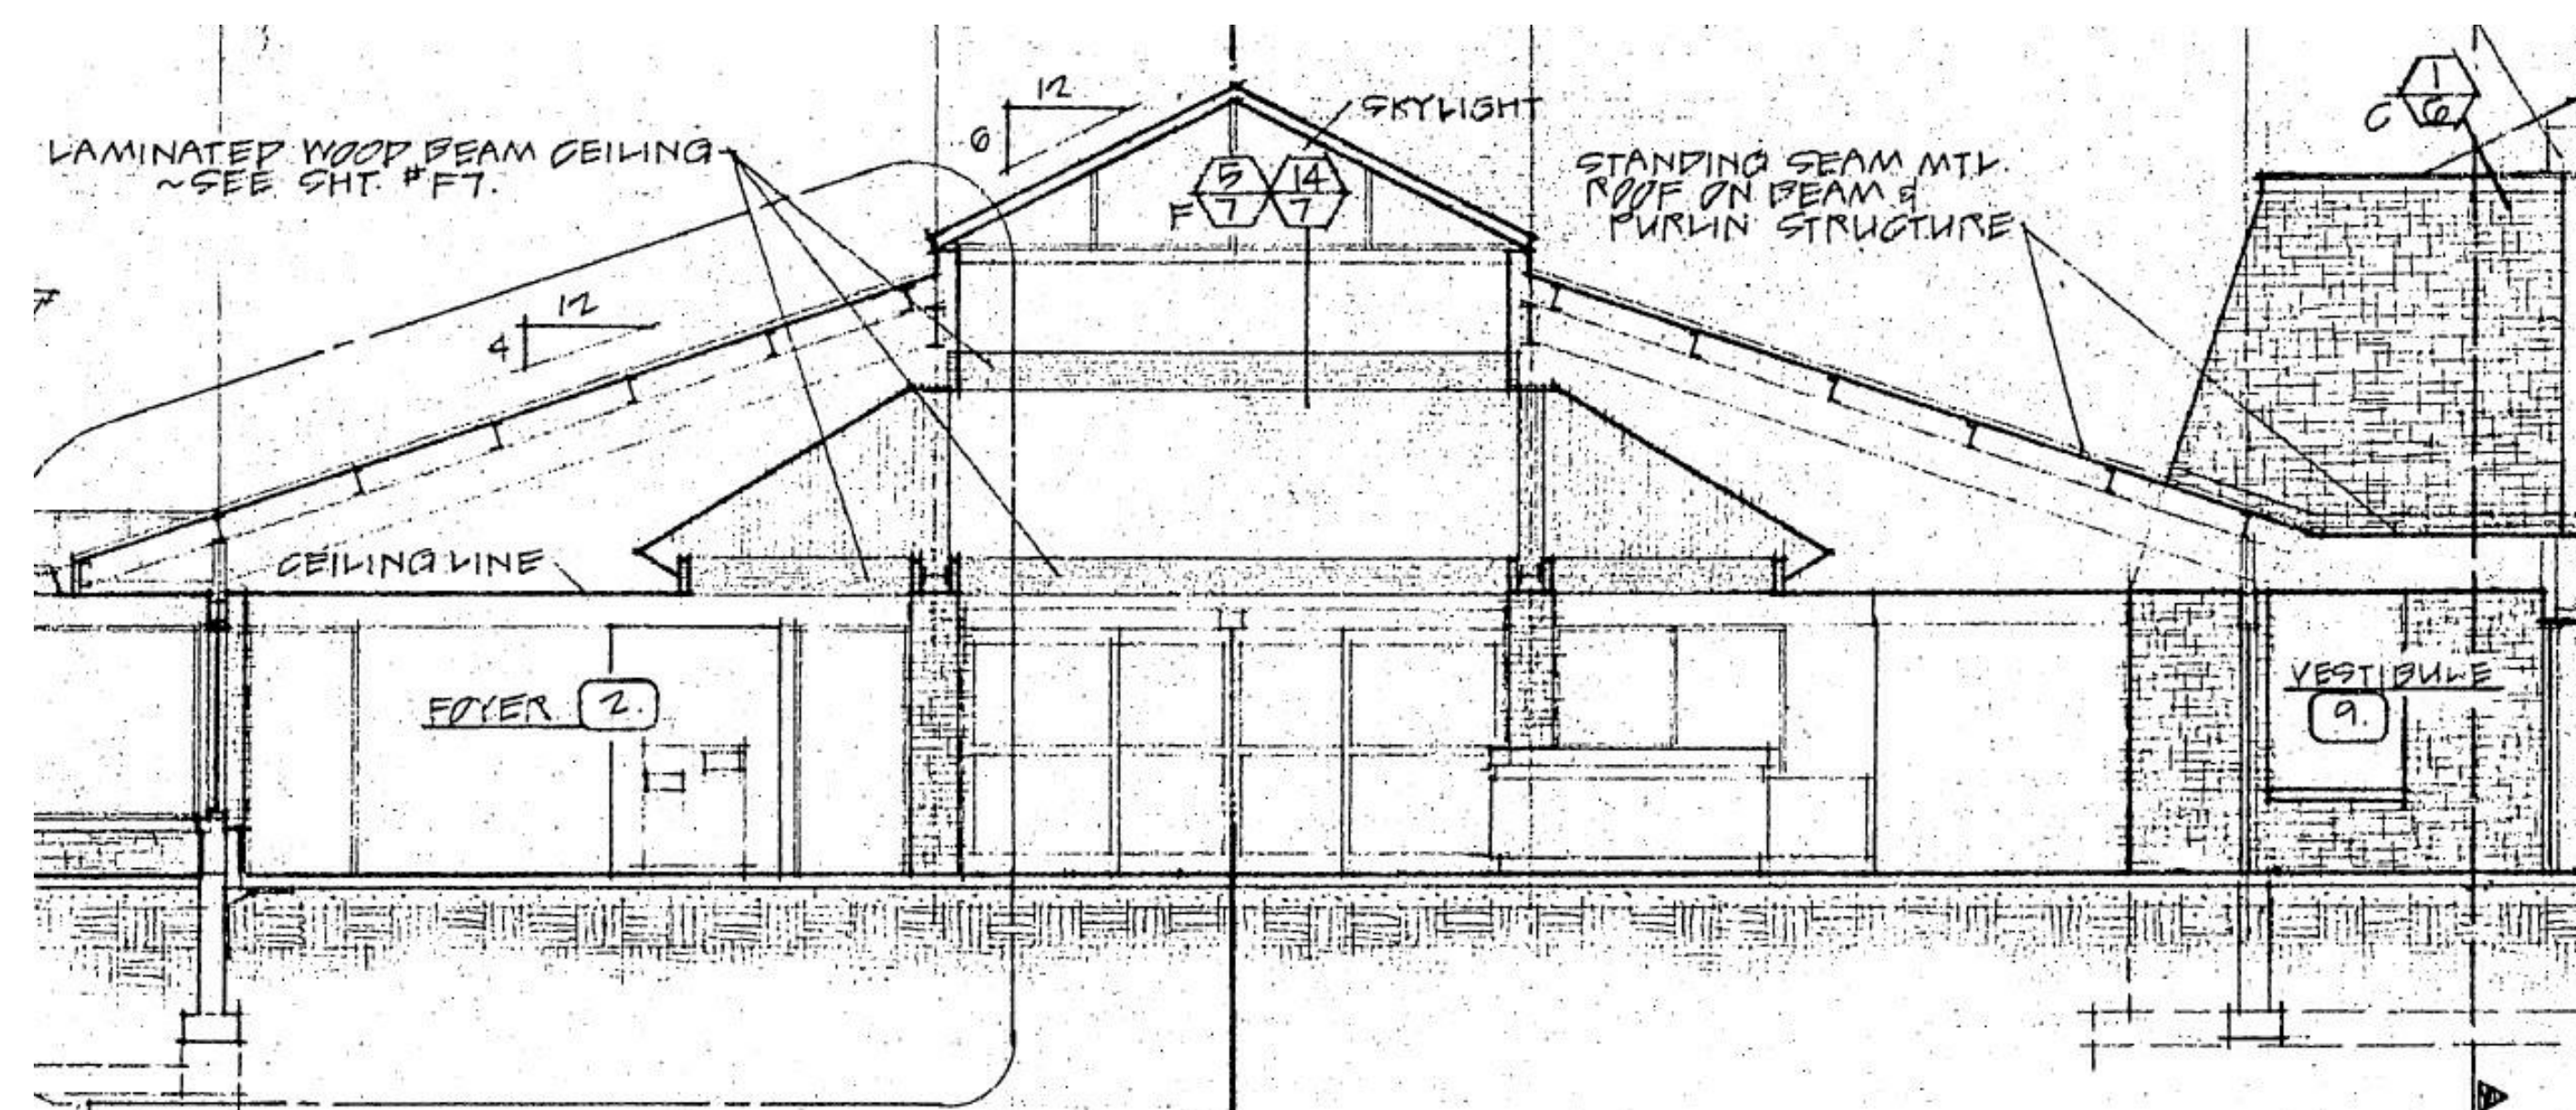 12
6
SKYLIGHT
1
C 6
LAMINATED WOOD BEAM CEILING
~SEE SHT. #F7.
5 14
F 7 7
STANDING SEAM MTL.
ROOF ON BEAM &
PURLIN STRUCTURE
12
4
CEILING LINE
FOYER 2.
VESTIBULE
9.